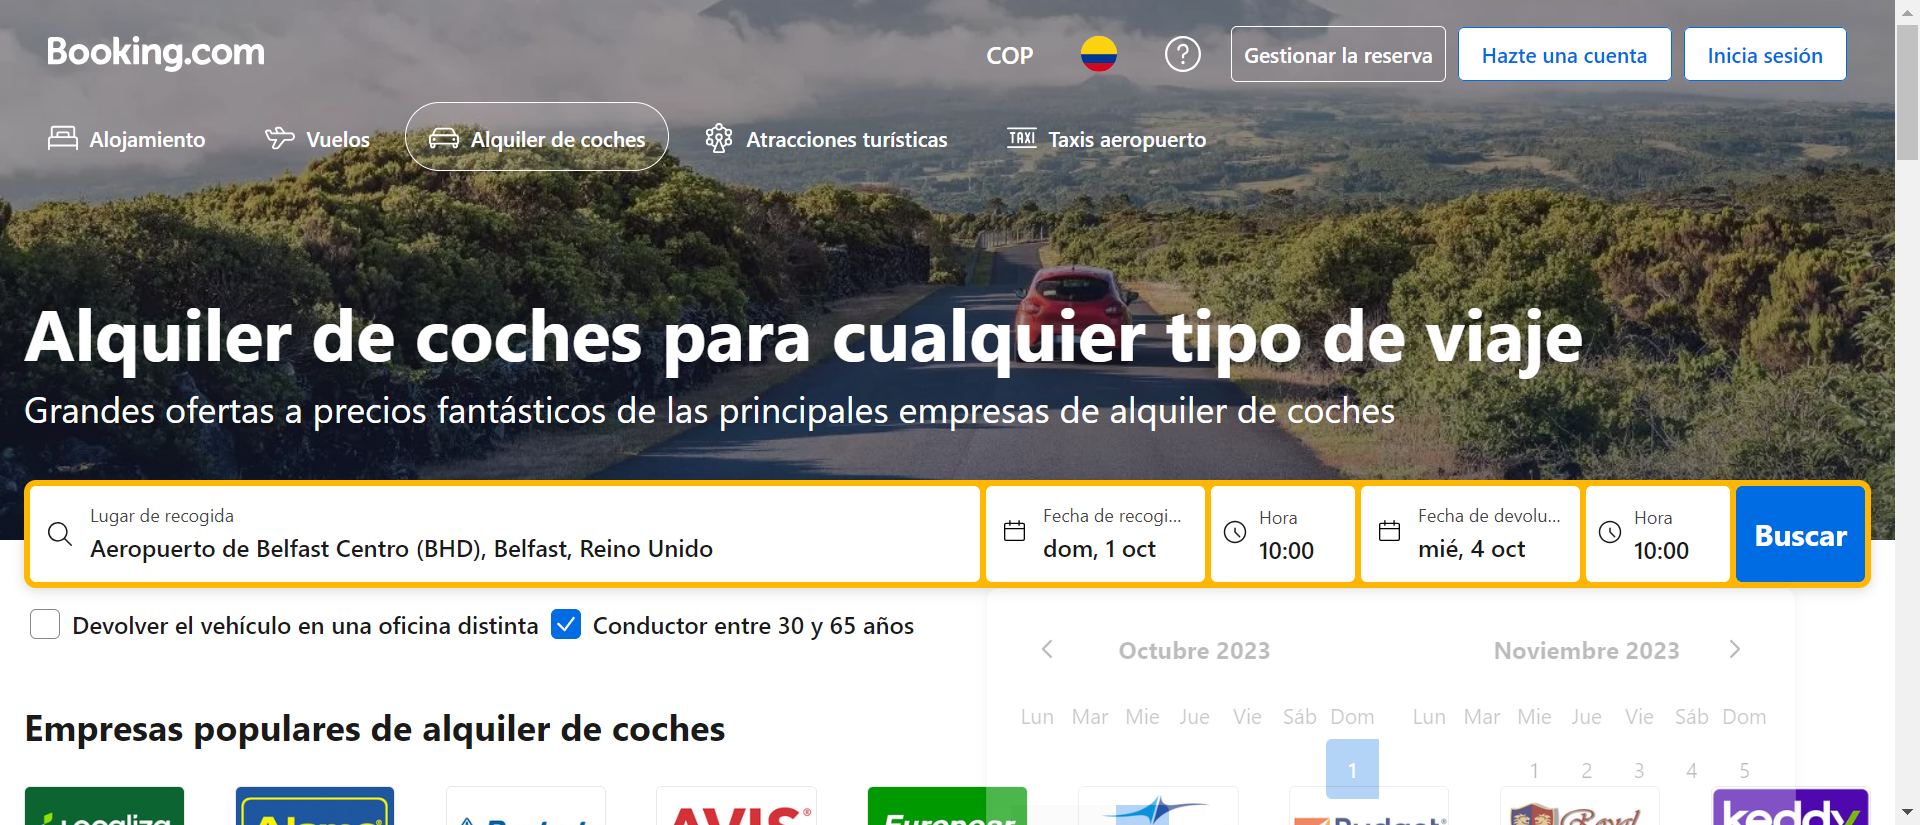 Booking.com
COP
Gestionar la reserva
Hazte una cuenta
Inicia sesión
Alojamiento
Vuelos
Alquiler de coches
Atracciones turísticas
TAXI
Taxis aeropuerto
Alquiler de coches para cualquier tipo de viaje
Grandes ofertas a precios fantásticos de las principales empresas de alquiler de coches
Lugar de recogida
Aeropuerto de Belfast Centro (BHD), Belfast, Reino Unido
Fecha de recogi...
dom, 1 oct
Hora
10:00
Fecha de devolu...
mié, 4 oct
Hora
10:00
Buscar
Devolver el vehículo en una oficina distinta
Conductor entre 30 y 65 años
Octubre 2023
Noviembre 2023
Lun Mar Mie Jue Vie Sáb Dom
Lun Mar Mie Jue Vie Sáb Dom
1
1 2 3 4 5
Empresas populares de alquiler de coches
Localiza
Alamo
AVIS®
Europcar
Budget
Royal
keddy